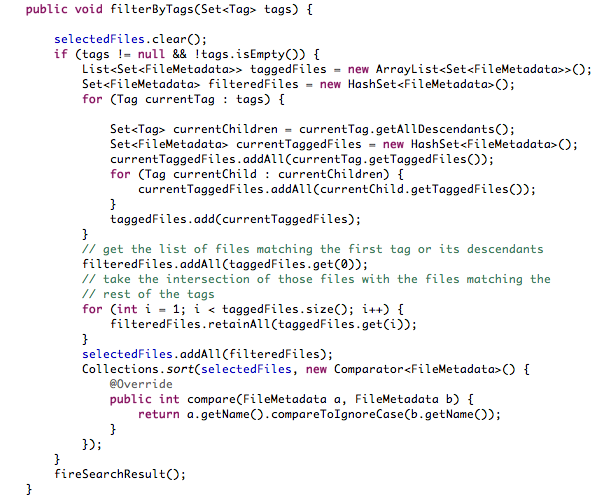 public void filterByTags(Set<Tag> tags) {
selectedFiles.clear();
if (tags != null && !tags.isEmpty()) {
List<Set<FileMetadata>> taggedFiles = new ArrayList<Set<FileMetadata>>();
Set<FileMetadata> filteredFiles = new HashSet<FileMetadata>();
for (Tag currentTag : tags) {
Set<Tag> currentChildren = currentTag.getAllDescendants();
Set<FileMetadata> currentTaggedFiles = new HashSet<FileMetadata>();
currentTaggedFiles.addAll(currentTag.getTaggedFiles());
for (Tag currentChild : currentChildren) {
currentTaggedFiles.addAll(currentChild.getTaggedFiles());
}
taggedFiles.add(currentTaggedFiles);
}
// get the list of files matching the first tag or its descendants
filteredFiles.addAll(taggedFiles.get(0));
// take the intersection of those files with the files matching the
// rest of the tags
for (int i = 1; i < taggedFiles.size(); i++) {
filteredFiles.retainAll(taggedFiles.get(i));
}
selectedFiles.addAll(filteredFiles);
Collections.sort(selectedFiles, new Comparator<FileMetadata>() {
@Override
public int compare(FileMetadata a, FileMetadata b) {
return a.getName().compareToIgnoreCase(b.getName());
}
});
}
fireSearchResult();
}